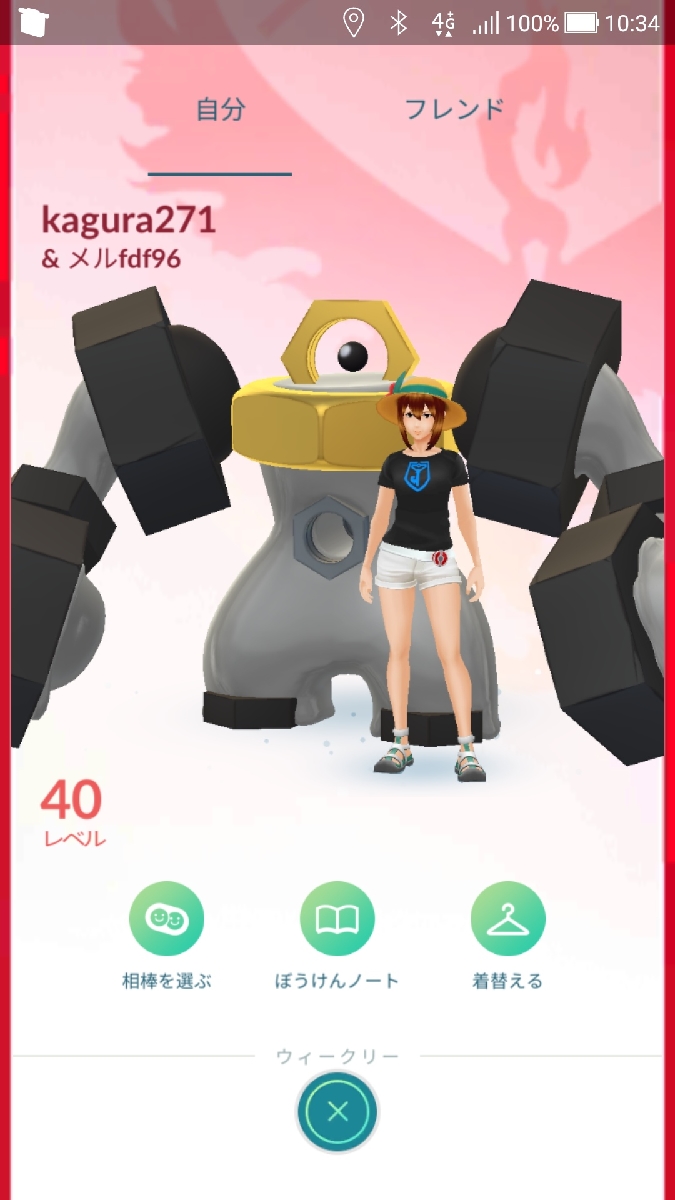 4G 100% 10:34
自分 フレンド
kagura271
& メルfdf96
40
レベル
相棒を選ぶ ぼうけんノート 着替える
ウィークリー